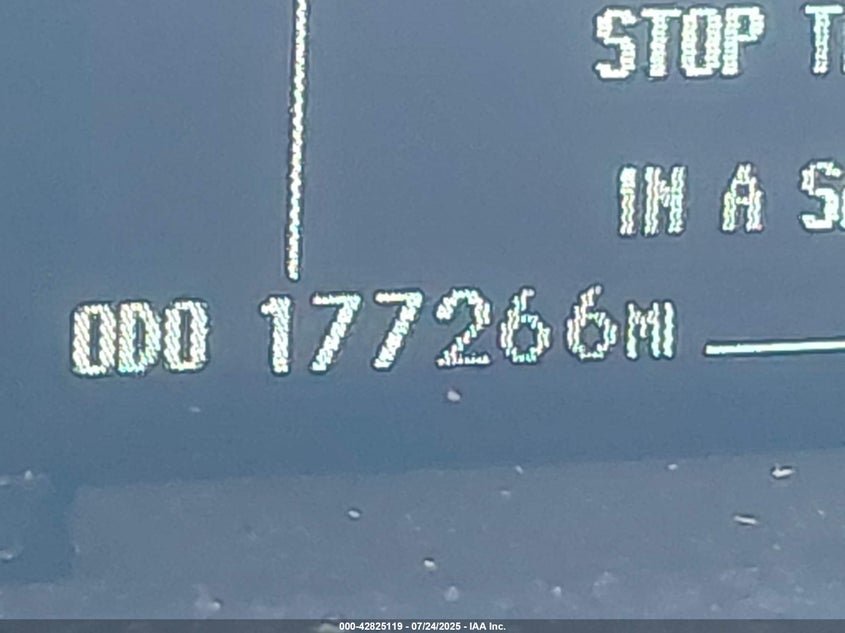 STOP
IN A
ODO 177266MI
000-42825119 - 07/24/2025 - IAA Inc.